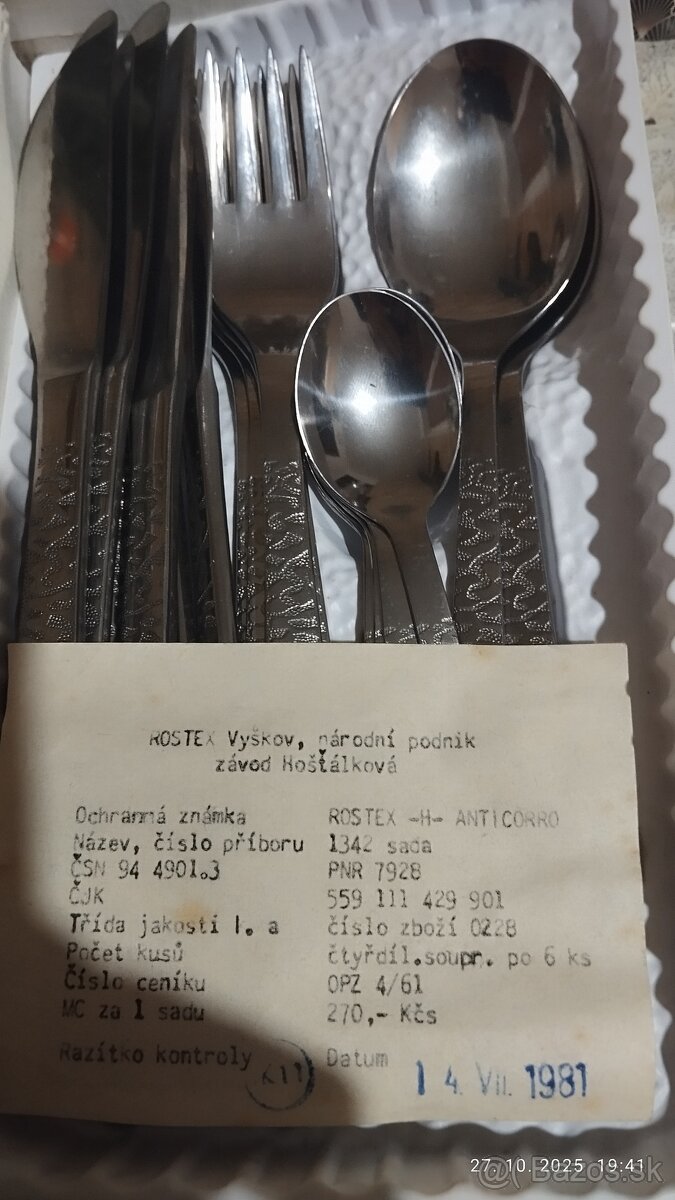 ROSTEX Vyškov, národní podnik
závod Hošťálková
Ochranná známka ROSTEX -H- ANTICORRO
Název, číslo příboru 1342 sada
ČSN 94 4901.3 PNR 7928
ČJK 559 111 429 901
Třída jakosti I. a číslo zboží 0228
Počet kusů čtyřdíl.soupr. po 6 ks
Číslo ceníku OPZ 4/61
MC za 1 sadu 270,- Kčs
Razítko kontroly K11 Datum 14. VII. 1981
27. 10. 2025 19:41
@Bazos.sk